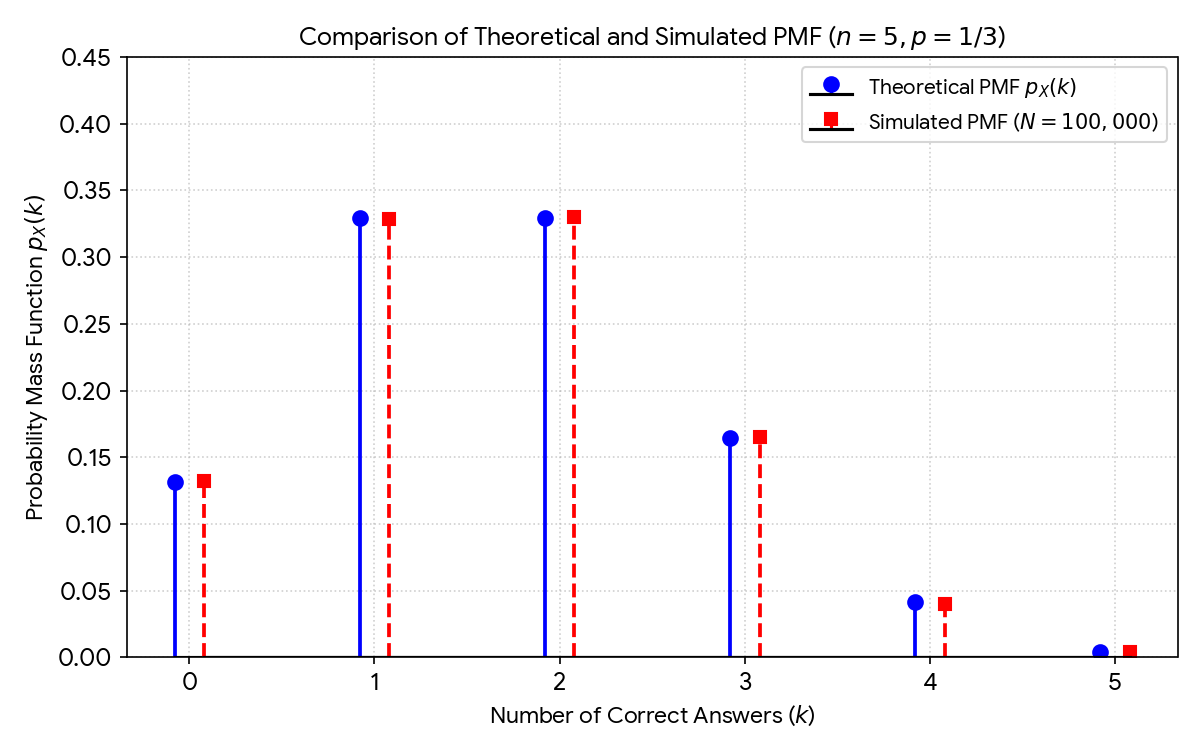 Comparison of Theoretical and Simulated PMF (n = 5, p = 1/3)
Theoretical PMF pX(k)
Simulated PMF (N = 100, 000)
Probability Mass Function pX(k)
0.45
0.40
0.35
0.30
0.25
0.20
0.15
0.10
0.05
0.00
0 1 2 3 4 5
Number of Correct Answers (k)